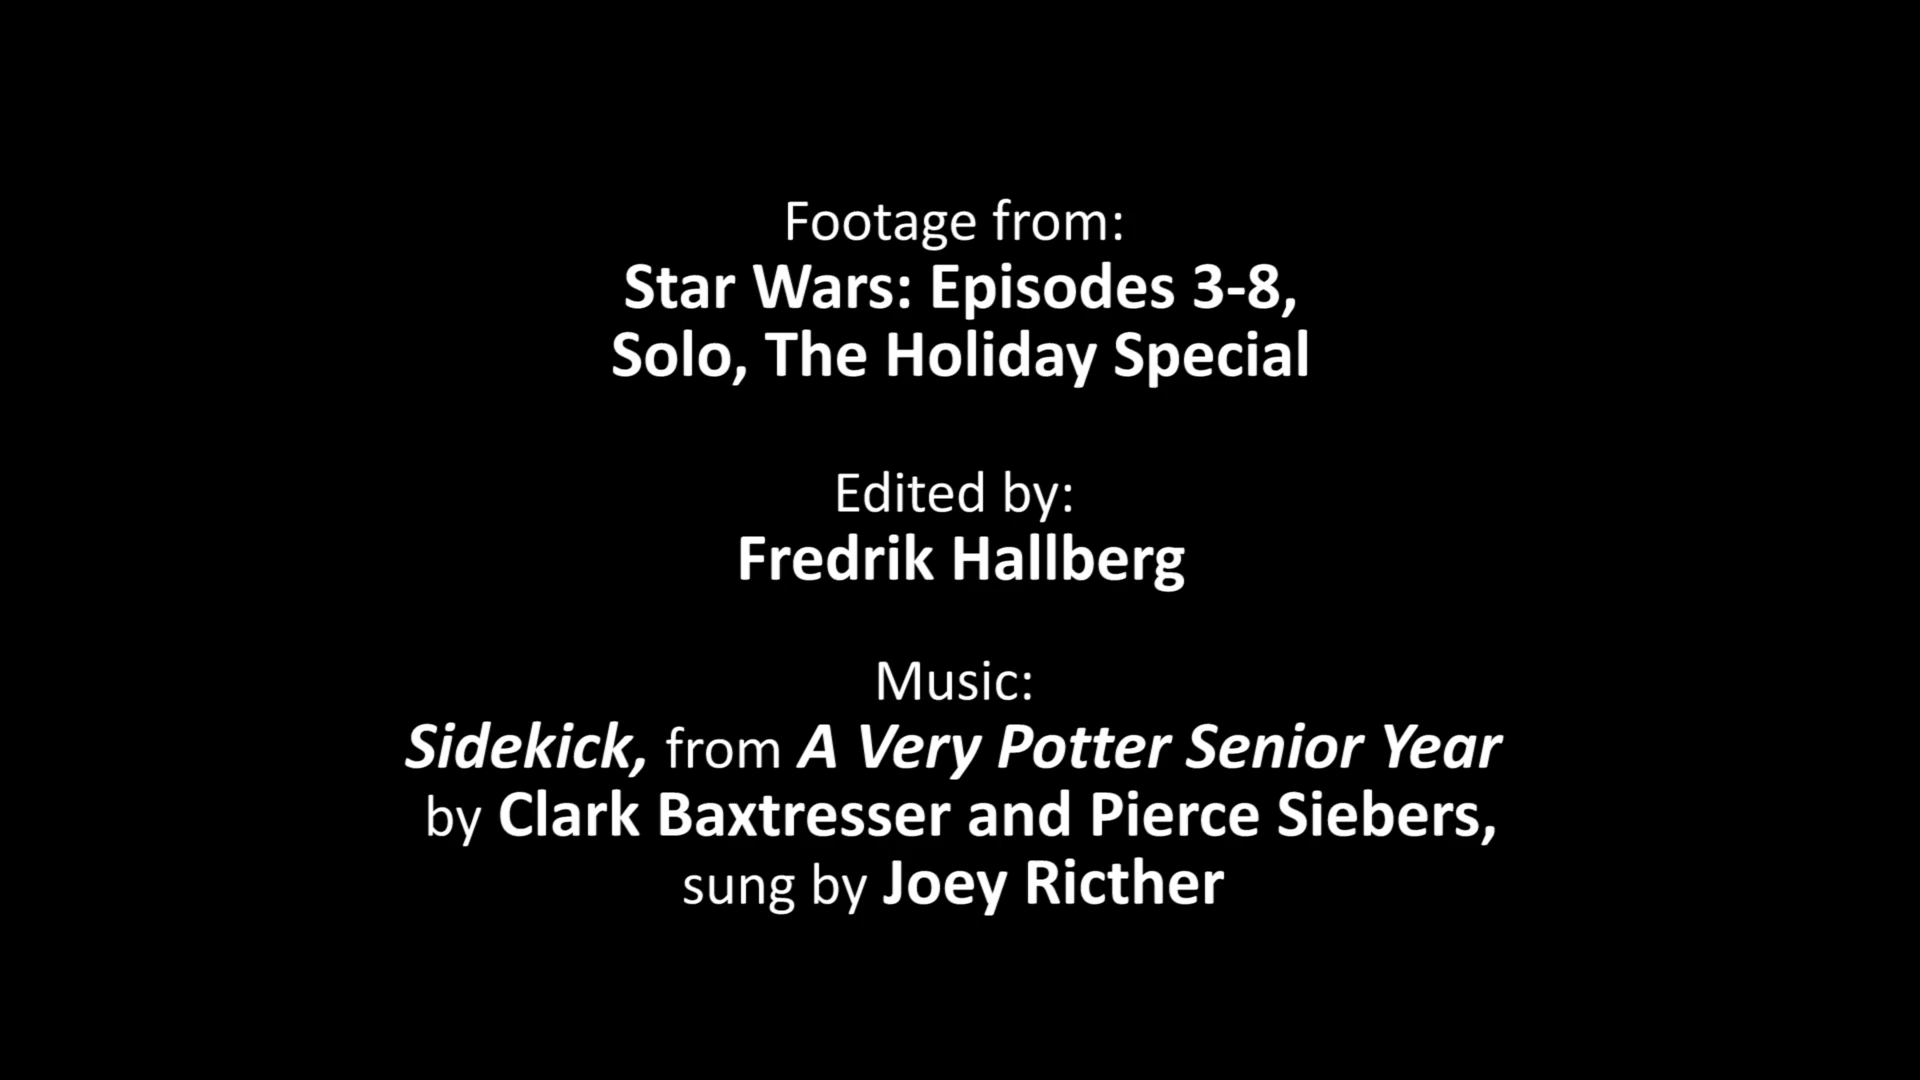 Footage from:
Star Wars: Episodes 3-8,
Solo, The Holiday Special
Edited by:
Fredrik Hallberg
Music:
Sidekick, from A Very Potter Senior Year
by Clark Baxtresser and Pierce Siebers,
sung by Joey Ricther